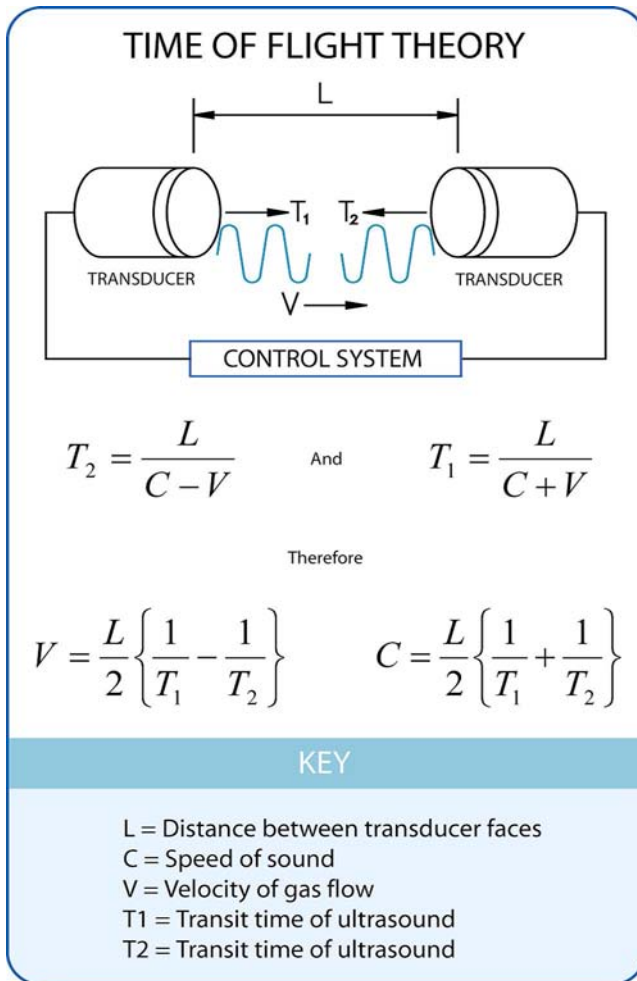 TIME OF FLIGHT THEORY
L
T₁ T₂
TRANSDUCER TRANSDUCER
V
CONTROL SYSTEM
T₂ = L / (C − V) And T₁ = L / (C + V)
Therefore
V = L/2 {1/T₁ − 1/T₂} C = L/2 {1/T₁ + 1/T₂}
KEY
L = Distance between transducer faces
C = Speed of sound
V = Velocity of gas flow
T1 = Transit time of ultrasound
T2 = Transit time of ultrasound